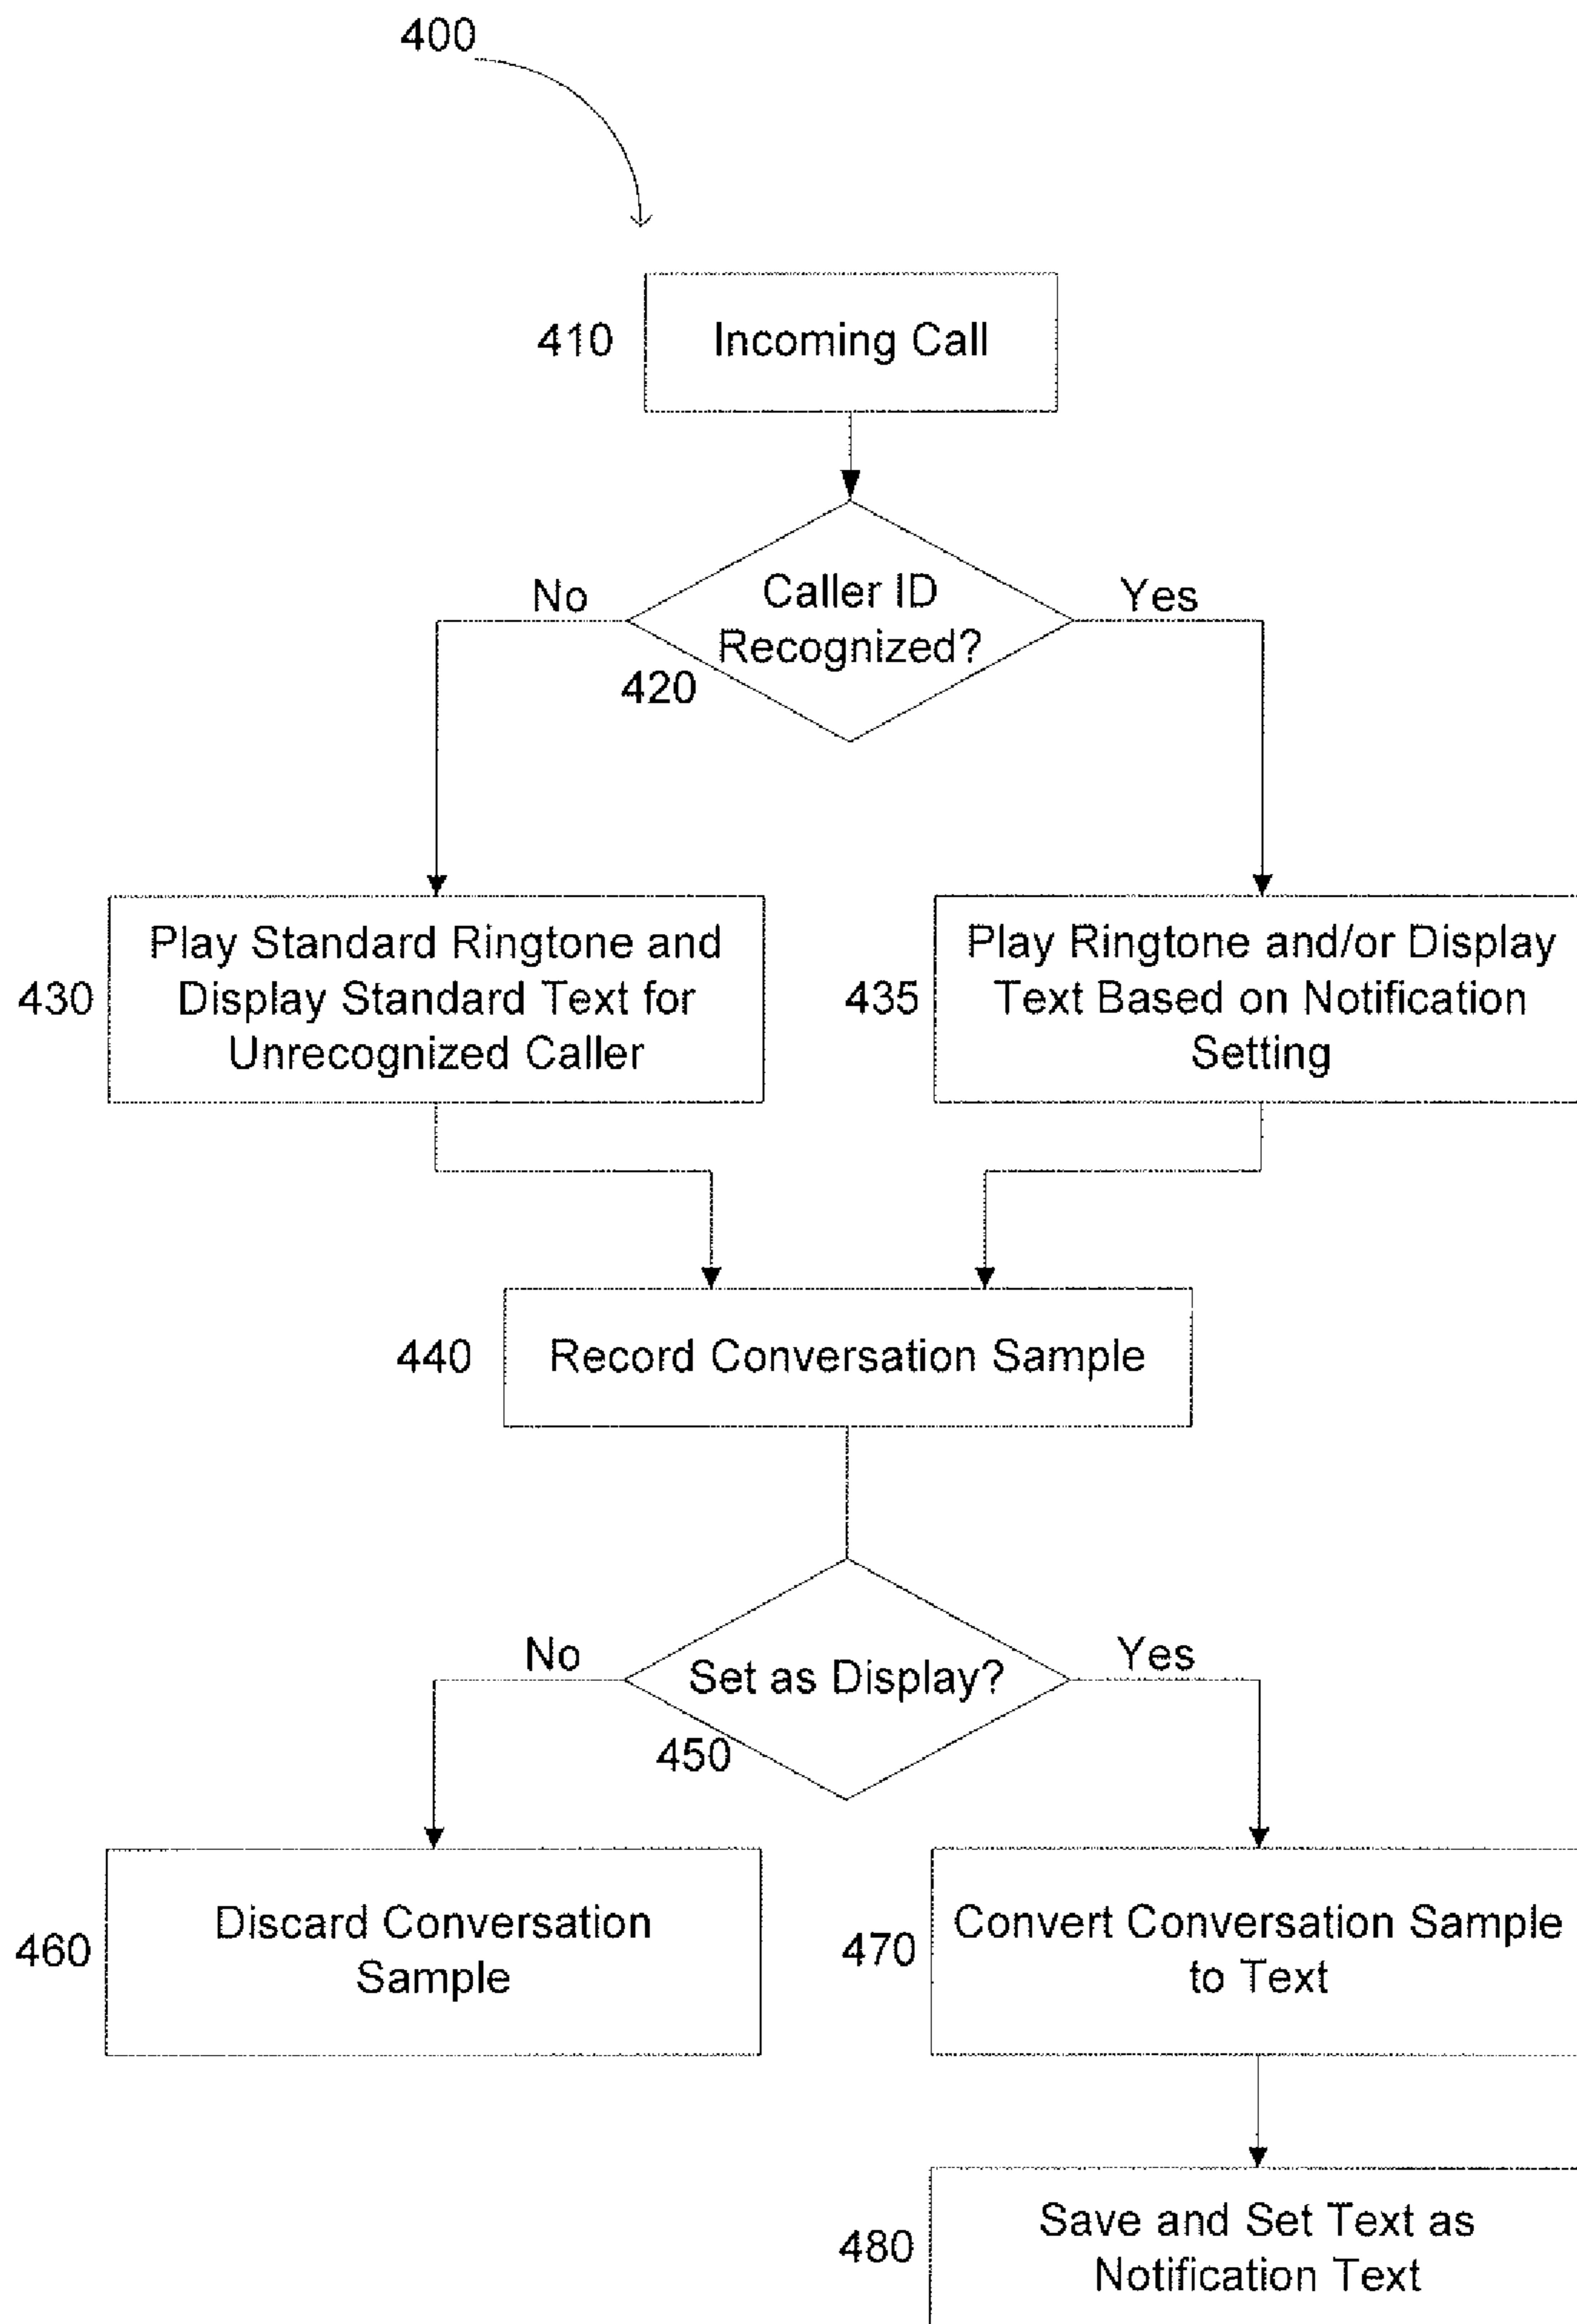 400
410
Incoming Call
No
Caller ID
Recognized?
Yes
420
430
Play Standard Ringtone and
Display Standard Text for
Unrecognized Caller
435
Play Ringtone and/or Display
Text Based on Notification
Setting
440
Record Conversation Sample
No
Set as Display?
Yes
450
460
Discard Conversation
Sample
470
Convert Conversation Sample
to Text
480
Save and Set Text as
Notification Text